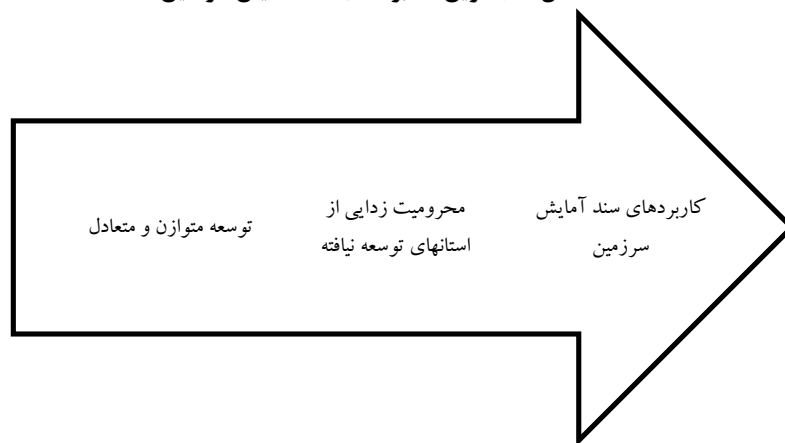 کاربردهای سند آمایش
سرزمین
محرومیت زدایی از
استانهای توسعه نیافته
توسعه متوازن و متعادل